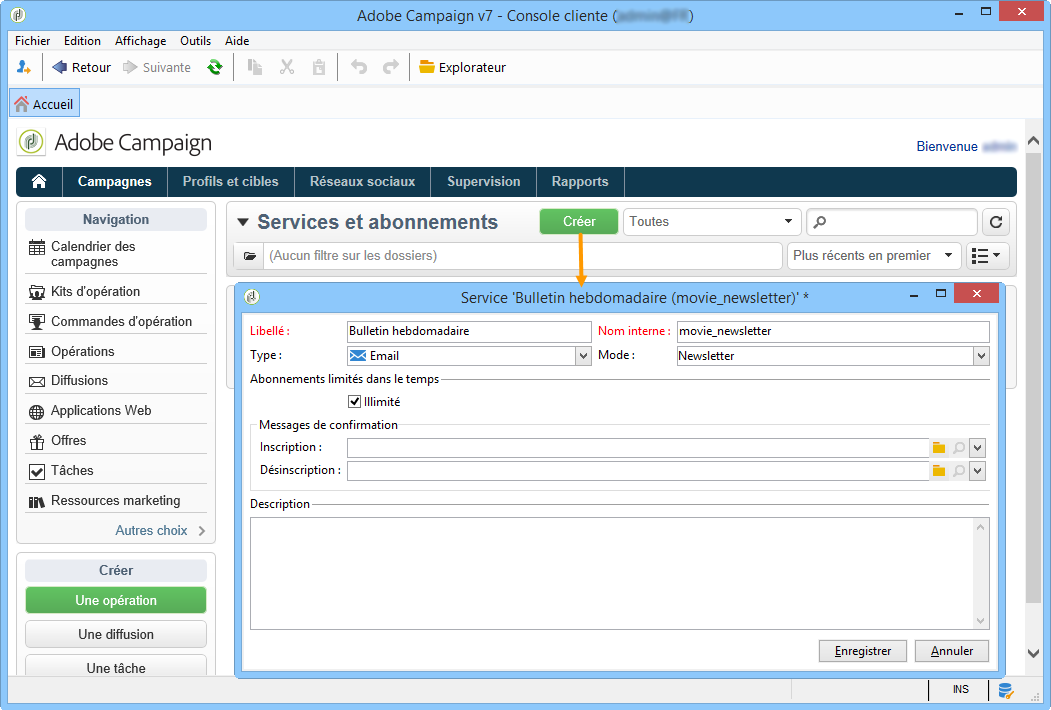 Adobe Campaign v7 - Console cliente (
Fichier Edition Affichage Outils Aide
Retour Suivante Explorateur
Accueil
Adobe Campaign
Bienvenue
Campagnes Profils et cibles Réseaux sociaux Supervision Rapports
Navigation
Calendrier des
campagnes
Kits d'opération
Commandes d'opération
Opérations
Diffusions
Applications Web
Offres
Tâches
Ressources marketing
Autres choix
Créer
Une opération
Une diffusion
Une tâche
Services et abonnements Créer Toutes
(Aucun filtre sur les dossiers) Plus récents en premier
Service 'Bulletin hebdomadaire (movie_newsletter)' *
Libellé : Bulletin hebdomadaire Nom interne : movie_newsletter
Type : Email Mode : Newsletter
Abonnements limités dans le temps
Illimité
Messages de confirmation
Inscription :
Désinscription :
Description
Enregistrer Annuler
INS